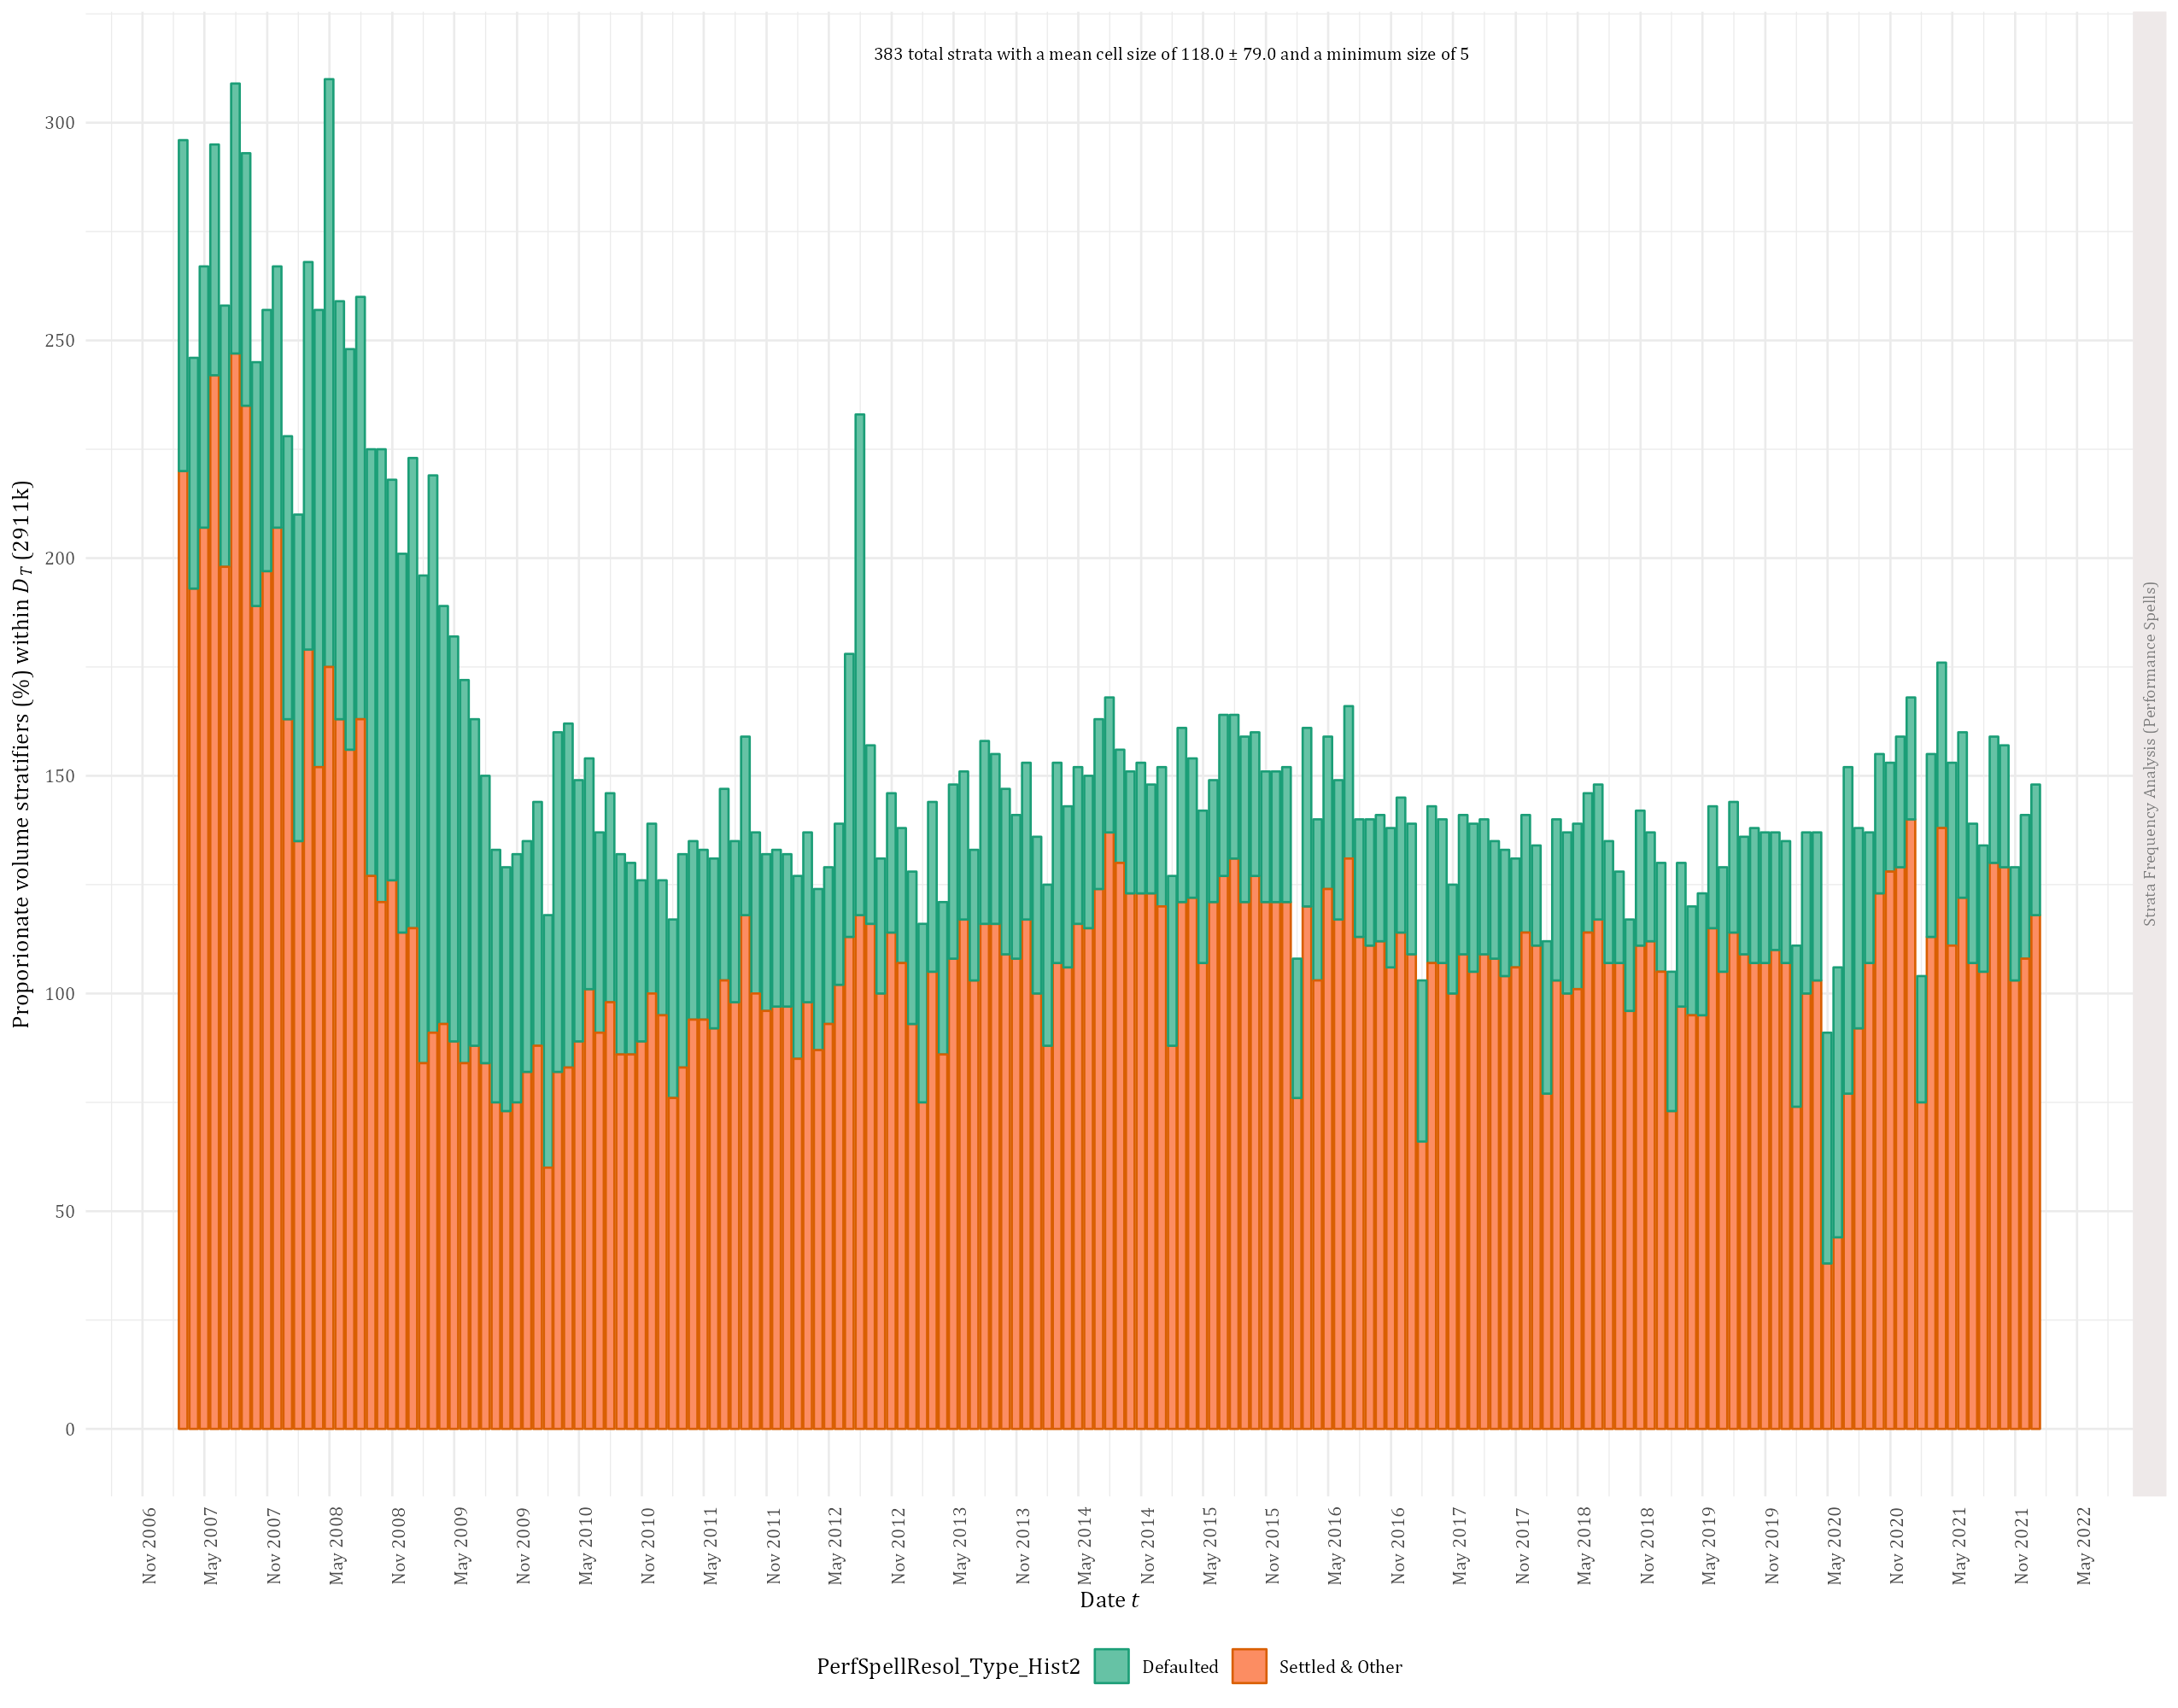 383 total strata with a mean cell size of 118.0 ± 79.0 and a minimum size of 5
Proporionate volume stratifiers (%) within D_T (2911k)
300
250
200
150
100
50
0
Strata Frequency Analysis (Performance Spells)
Nov 2006
May 2007
Nov 2007
May 2008
Nov 2008
May 2009
Nov 2009
May 2010
Nov 2010
May 2011
Nov 2011
May 2012
Nov 2012
May 2013
Nov 2013
May 2014
Nov 2014
May 2015
Nov 2015
May 2016
Nov 2016
May 2017
Nov 2017
May 2018
Nov 2018
May 2019
Nov 2019
May 2020
Nov 2020
May 2021
Nov 2021
May 2022
Date t
PerfSpellResol_Type_Hist2 Defaulted Settled & Other